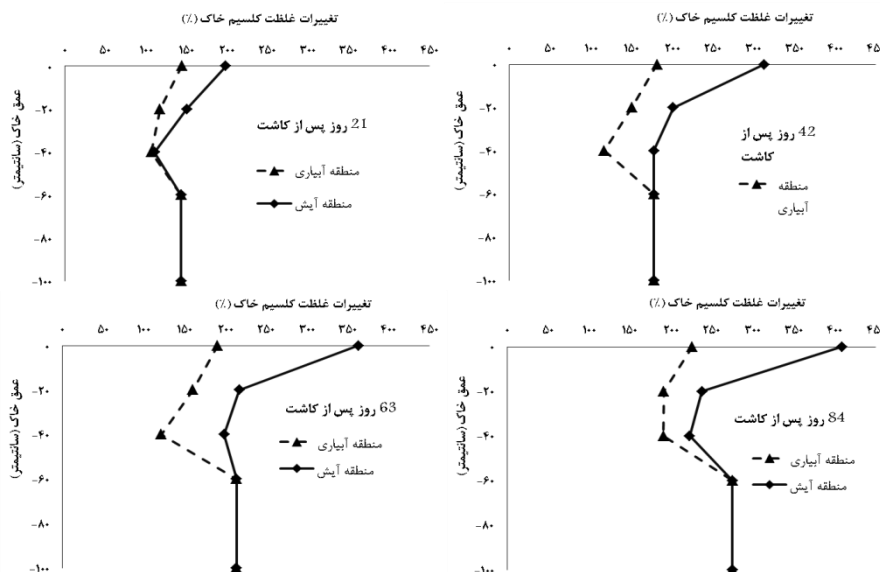 تغییرات غلظت کلسیم خاک (%)
۰ ۵۰ ۱۰۰ ۱۵۰ ۲۰۰ ۲۵۰ ۳۰۰ ۳۵۰ ۴۰۰ ۴۵۰
عمق خاک (سانتیمتر)
۰
-۲۰
-۴۰
-۶۰
-۸۰
-۱۰۰
21 روز پس از کاشت
منطقه آبیاری
منطقه آیش
تغییرات غلظت کلسیم خاک (%)
۰ ۵۰ ۱۰۰ ۱۵۰ ۲۰۰ ۲۵۰ ۳۰۰ ۳۵۰ ۴۰۰ ۴۵۰
عمق خاک (سانتیمتر)
۰
-۲۰
-۴۰
-۶۰
-۸۰
-۱۰۰
42 روز پس از
کاشت
منطقه
آبیاری
تغییرات غلظت کلسیم خاک (%)
۰ ۵۰ ۱۰۰ ۱۵۰ ۲۰۰ ۲۵۰ ۳۰۰ ۳۵۰ ۴۰۰ ۴۵۰
عمق خاک (سانتیمتر)
۰
-۲۰
-۴۰
-۶۰
-۸۰
-۱۰۰
63 روز پس از کاشت
منطقه آبیاری
منطقه آیش
تغییرات غلظت کلسیم خاک (%)
۰ ۵۰ ۱۰۰ ۱۵۰ ۲۰۰ ۲۵۰ ۳۰۰ ۳۵۰ ۴۰۰ ۴۵۰
عمق خاک (سانتیمتر)
۰
-۲۰
-۴۰
-۶۰
-۸۰
-۱۰۰
84 روز پس از کاشت
منطقه آبیاری
منطقه آیش